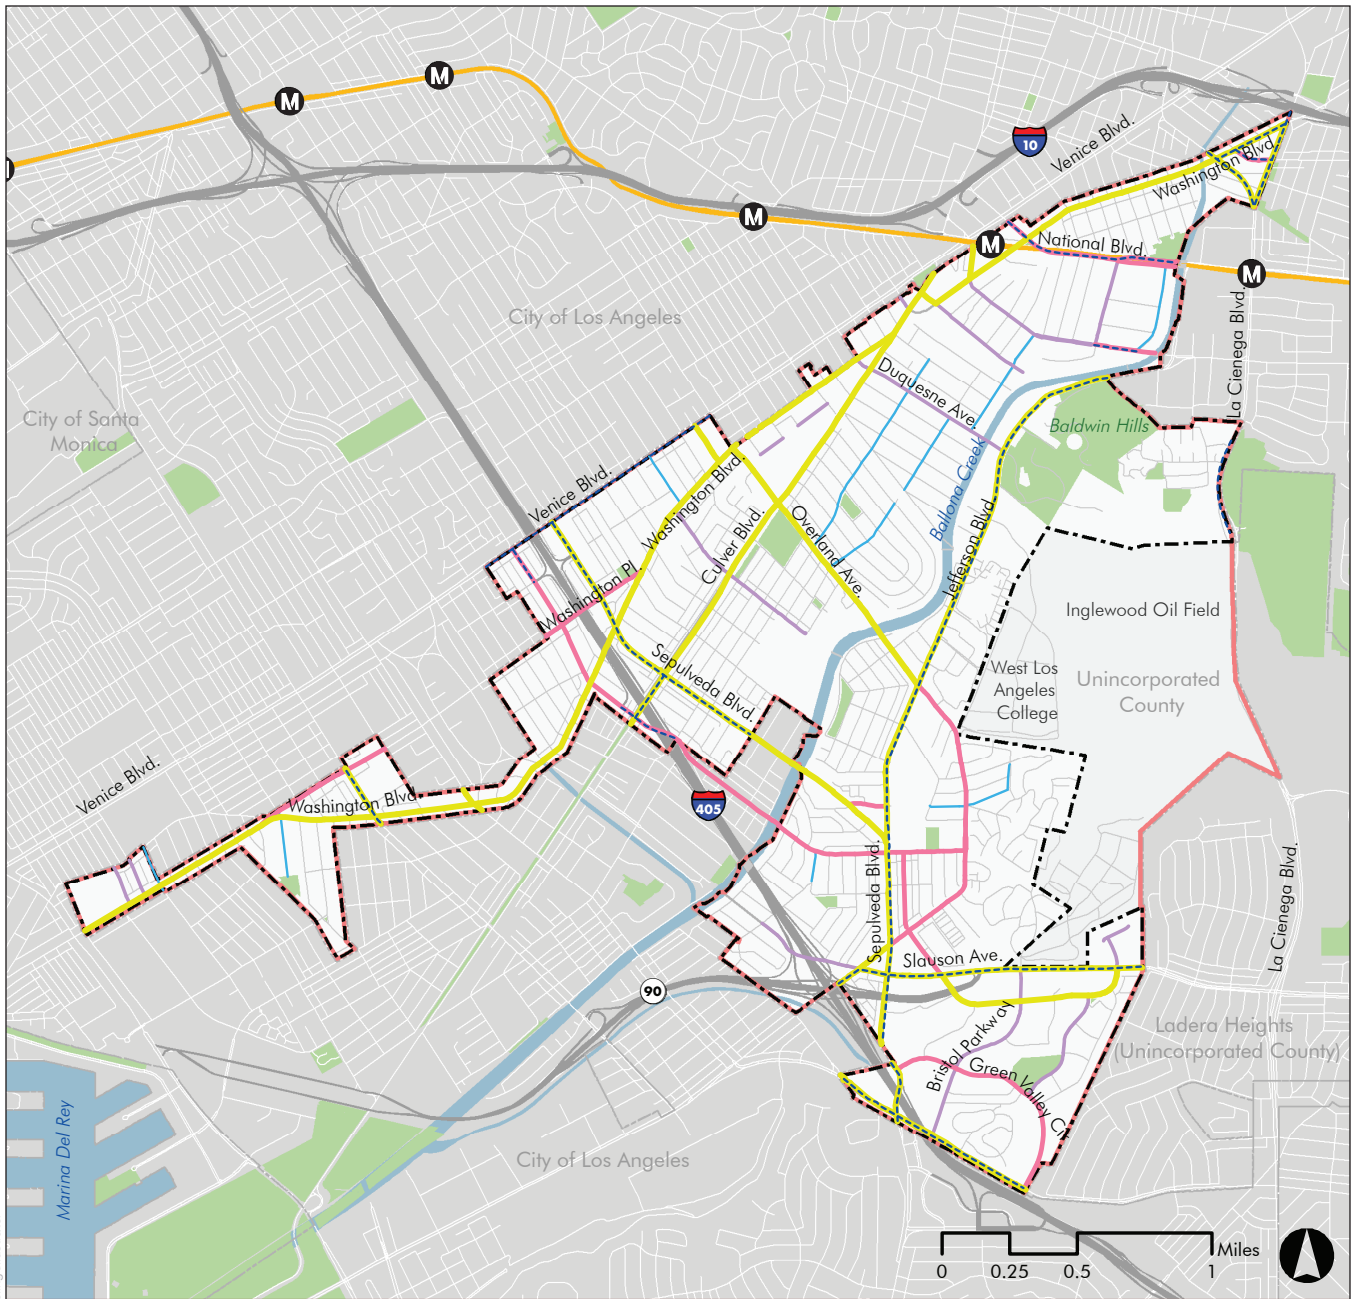 M
M
10
Venice Blvd.
Washington Blvd.
M
M
National Blvd.
M
City of Los Angeles
La Cienega Blvd.
Duquesne Ave.
City of Santa
Monica
Baldwin Hills
Venice Blvd.
Washington Blvd.
Ballona Creek
Culver Blvd.
Overland Ave.
Jefferson Blvd.
Washington Pl.
Inglewood Oil Field
Sepulveda Blvd.
West Los
Angeles
College
Unincorporated
County
Venice Blvd.
Washington Blvd.
405
Sepulveda Blvd.
La Cienega Blvd.
Slauson Ave.
90
Bristol Parkway
Ladera Heights
(Unincorporated County)
Green Valley Cir
Marina Del Rey
City of Los Angeles
Miles
0 0.25 0.5 1